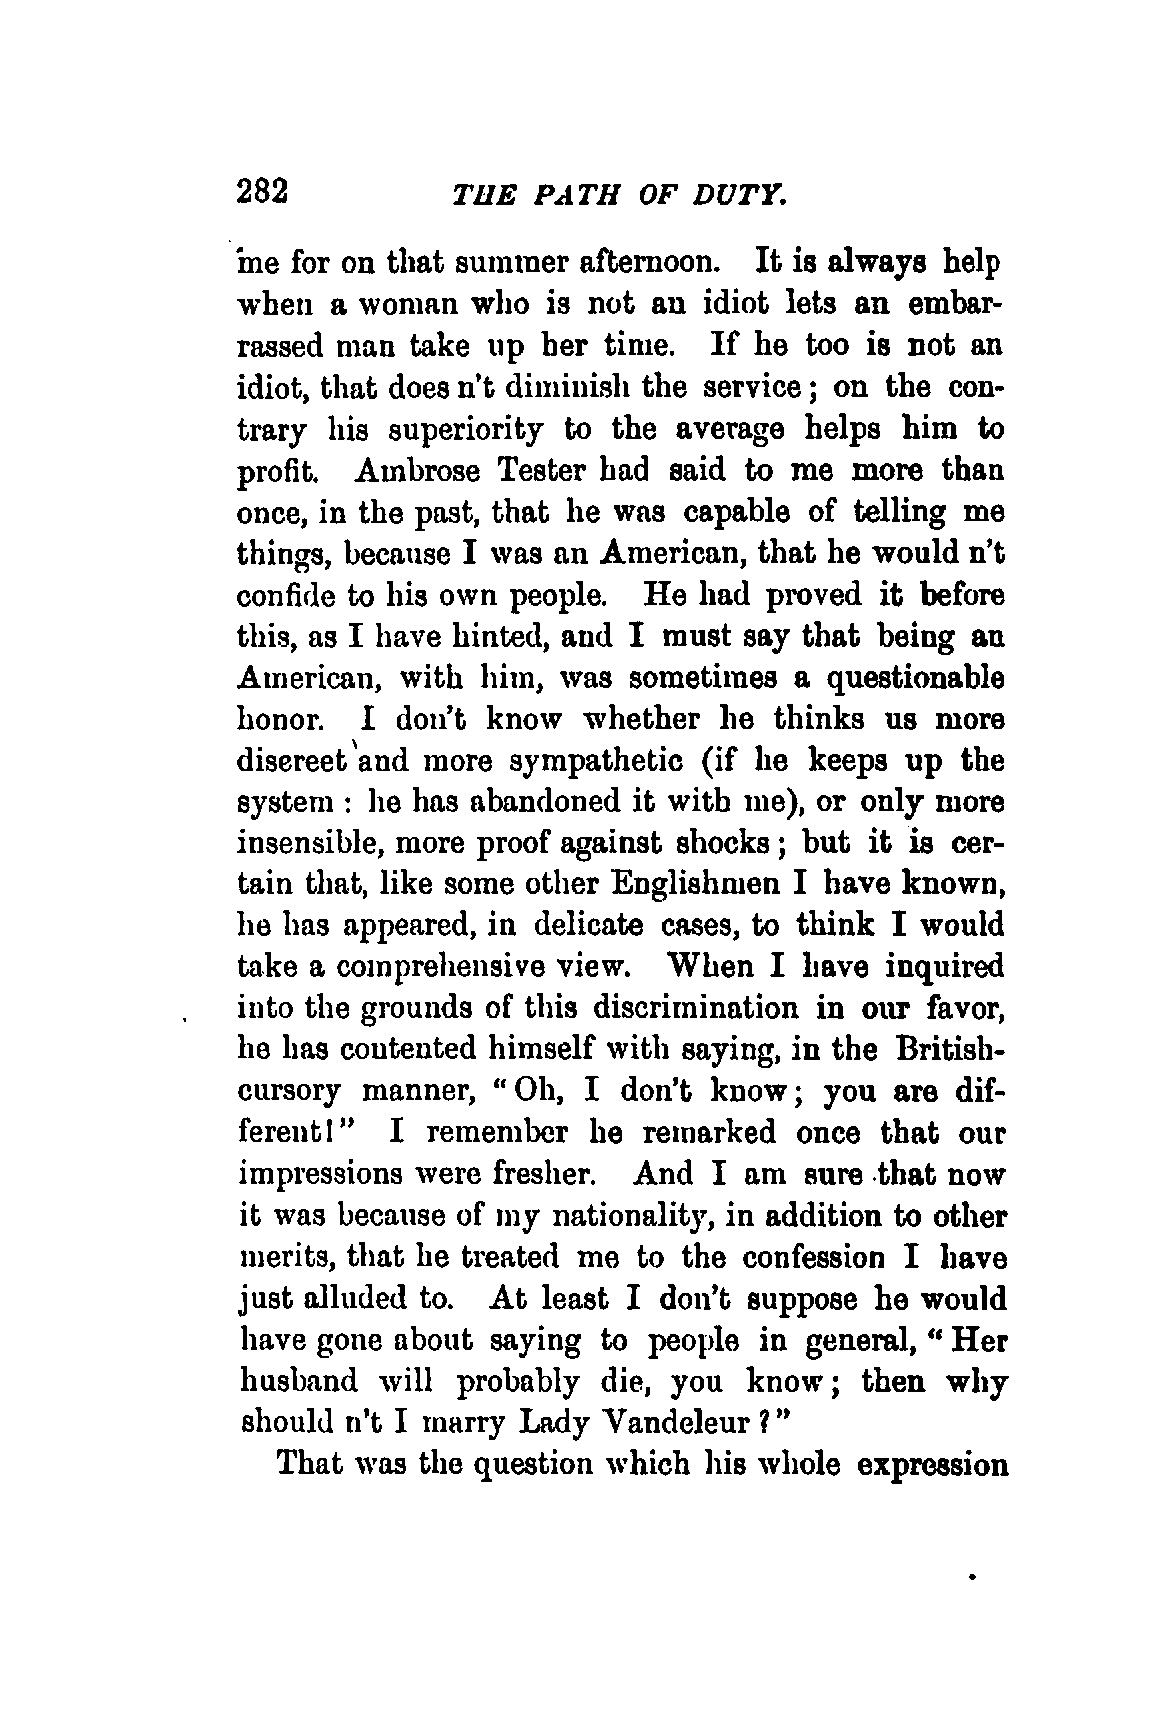 282 THE PATH OF DUTY.
me for on that summer afternoon. It is always help
when a woman who is not an idiot lets an embar-
rassed man take up her time. If he too is not an
idiot, that does n't diminish the service; on the con-
trary his superiority to the average helps him to
profit. Ambrose Tester had said to me more than
once, in the past, that he was capable of telling me
things, because I was an American, that he would n't
confide to his own people. He had proved it before
this, as I have hinted, and I must say that being an
American, with him, was sometimes a questionable
honor. I don't know whether he thinks us more
discreet and more sympathetic (if he keeps up the
system : he has abandoned it with me), or only more
insensible, more proof against shocks; but it is cer-
tain that, like some other Englishmen I have known,
he has appeared, in delicate cases, to think I would
take a comprehensive view. When I have inquired
into the grounds of this discrimination in our favor,
he has contented himself with saying, in the British-
cursory manner, "Oh, I don't know; you are dif-
ferent!" I remember he remarked once that our
impressions were fresher. And I am sure that now
it was because of my nationality, in addition to other
merits, that he treated me to the confession I have
just alluded to. At least I don't suppose he would
have gone about saying to people in general, "Her
husband will probably die, you know; then why
should n't I marry Lady Vandeleur?"
That was the question which his whole expression